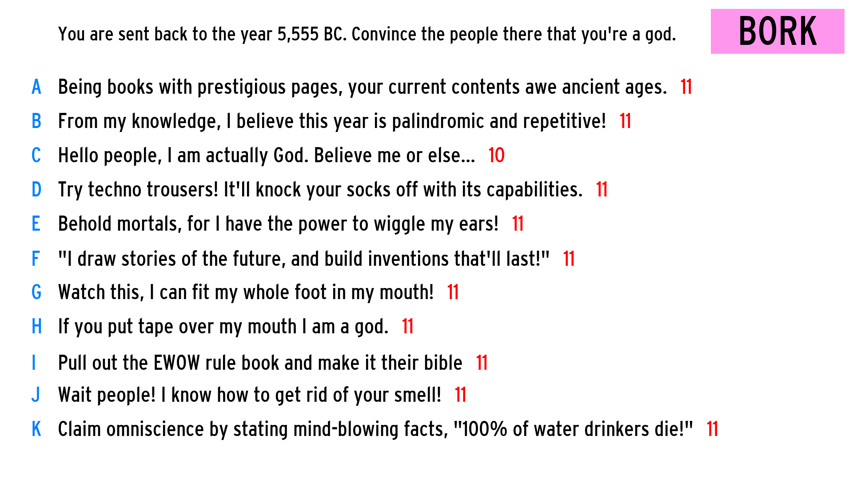 You are sent back to the year 5,555 BC. Convince the people there that you're a god.
BORK
A Being books with prestigious pages, your current contents awe ancient ages. 11
B From my knowledge, I believe this year is palindromic and repetitive! 11
C Hello people, I am actually God. Believe me or else... 10
D Try techno trousers! It'll knock your socks off with its capabilities. 11
E Behold mortals, for I have the power to wiggle my ears! 11
F "I draw stories of the future, and build inventions that'll last!" 11
G Watch this, I can fit my whole foot in my mouth! 11
H If you put tape over my mouth I am a god. 11
I Pull out the EWOW rule book and make it their bible 11
J Wait people! I know how to get rid of your smell! 11
K Claim omniscience by stating mind-blowing facts, "100% of water drinkers die!" 11